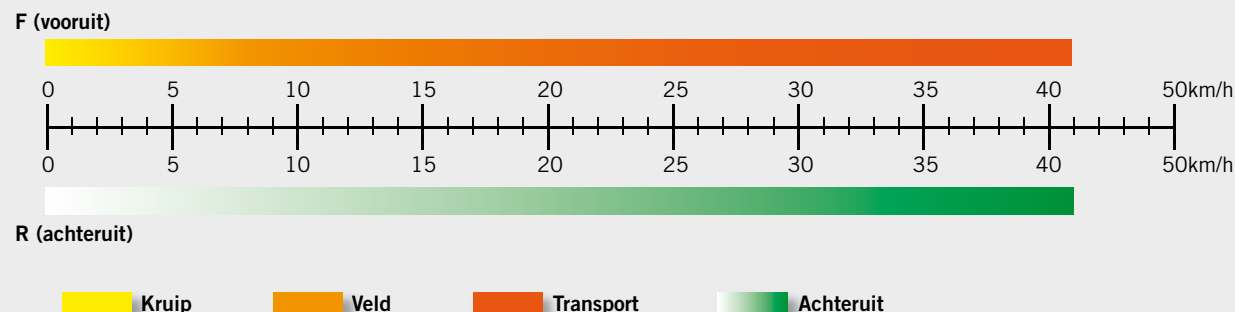 F (vooruit)
0 5 10 15 20 25 30 35 40 50km/h
0 5 10 15 20 25 30 35 40 50km/h
R (achteruit)
Kruip Veld Transport Achteruit